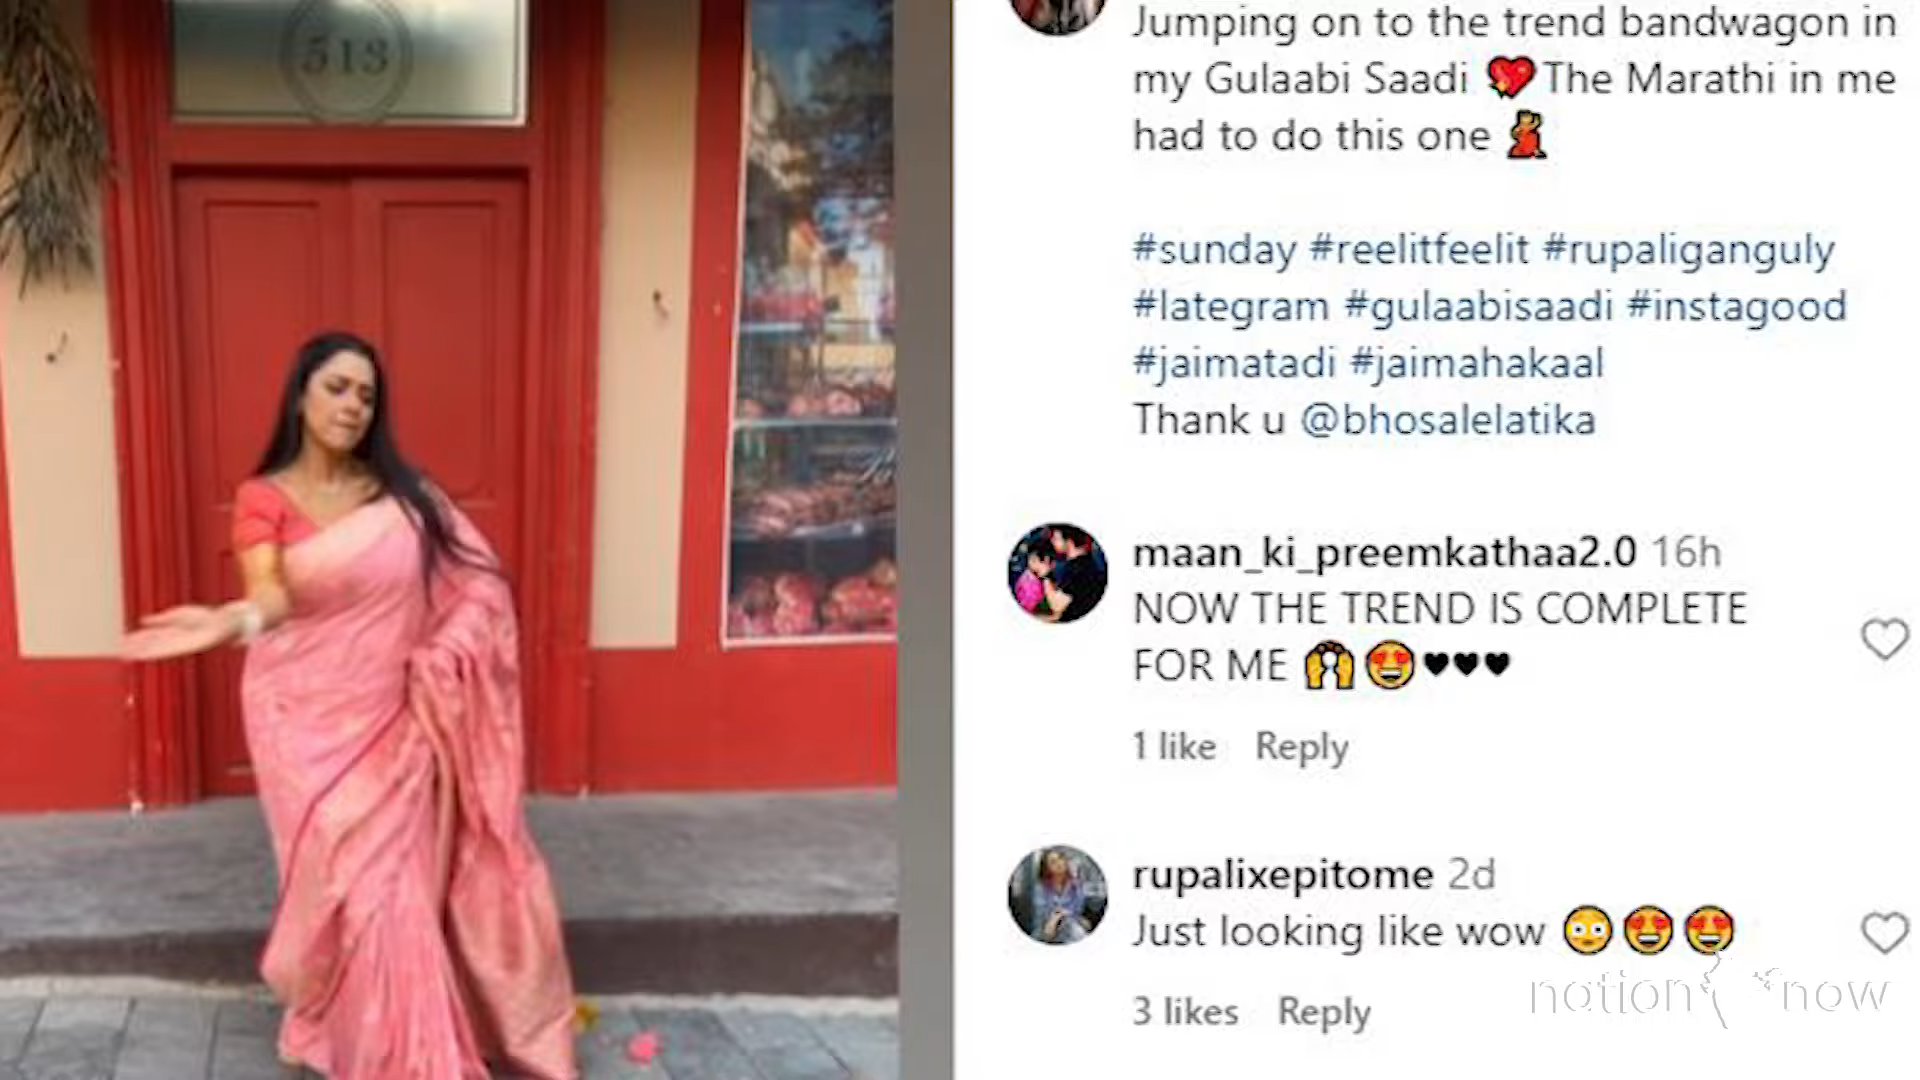 513
Jumping on to the trend bandwagon in
my Gulaabi Saadi 💖 The Marathi in me
had to do this one 💃
#sunday #reelitfeelit #rupaliganguly
#lategram #gulaabisaadi #instagood
#jaimatadi #jaimahakaal
Thank u @bhosalelatika
maan_ki_preemkathaa2.0 16h
NOW THE TREND IS COMPLETE
FOR ME 🙌😍♥♥♥
1 like Reply
rupalixepitome 2d
Just looking like wow 😳😍😍
3 likes Reply
nation now